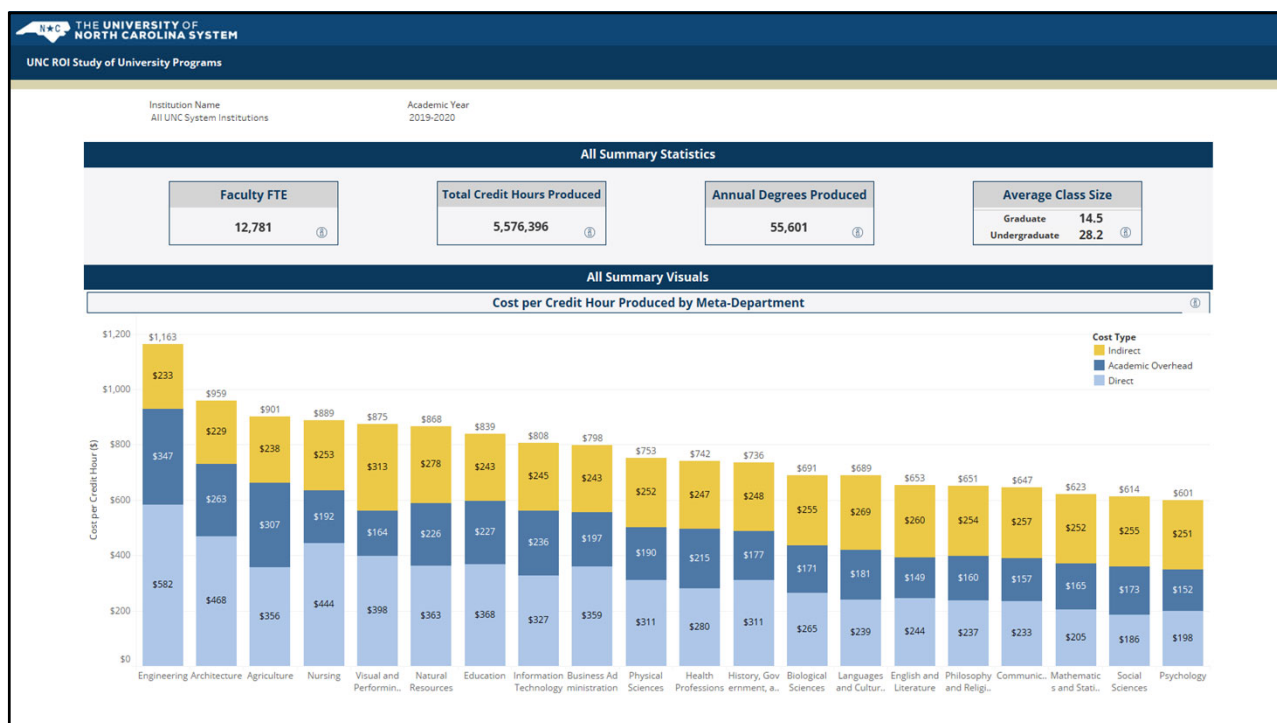 N★C
THE UNIVERSITY OF
NORTH CAROLINA SYSTEM
UNC ROI Study of University Programs
Institution Name
All UNC System Institutions
Academic Year
2019-2020
All Summary Statistics
Faculty FTE
12,781
Total Credit Hours Produced
5,576,396
Annual Degrees Produced
55,601
Average Class Size
Graduate 14.5
Undergraduate 28.2
All Summary Visuals
Cost per Credit Hour Produced by Meta-Department
Cost per Credit Hour ($)
$1,200
$1,000
$800
$600
$400
$200
$0
Cost Type
Indirect
Academic Overhead
Direct
$1,163 $959 $901 $889 $875 $868 $839 $808 $798 $753 $742 $736 $691 $689 $653 $651 $647 $623 $614 $601
$233 $229 $238 $253 $313 $278 $243 $245 $243 $252 $247 $248 $255 $269 $260 $254 $257 $252 $255 $251
$347 $263 $307 $192 $164 $226 $227 $236 $197 $190 $215 $177 $171 $181 $149 $160 $157 $165 $173 $152
$582 $468 $356 $444 $398 $363 $368 $327 $359 $311 $280 $311 $265 $239 $244 $237 $233 $205 $186 $198
Engineering
Architecture
Agriculture
Nursing
Visual and
Performin..
Natural
Resources
Education
Information
Technology
Business Ad
ministration
Physical
Sciences
Health
Professions
History, Gov
ernment, a..
Biological
Sciences
Languages
and Cultur..
English and
Literature
Philosophy
and Religi..
Communic..
Mathematic
s and Stati..
Social
Sciences
Psychology